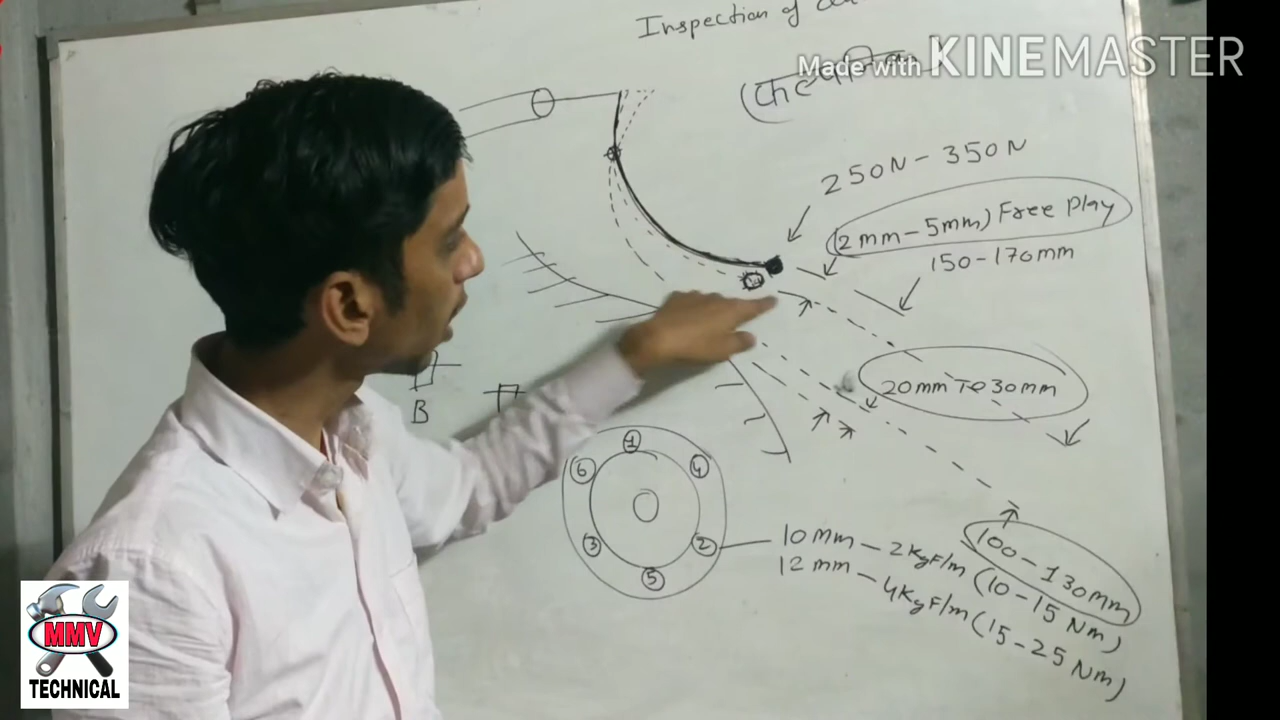 Inspection of
Made with KINEMASTER
250N - 350N
(2mm - 5mm) Free Play
150 - 170mm
20mm To 30mm
B
1
6
4
3
2
5
100 - 130mm
10mm - 2KgF/m (10 - 15 Nm)
12mm - 4KgF/m (15 - 25 Nm)
MMV
TECHNICAL